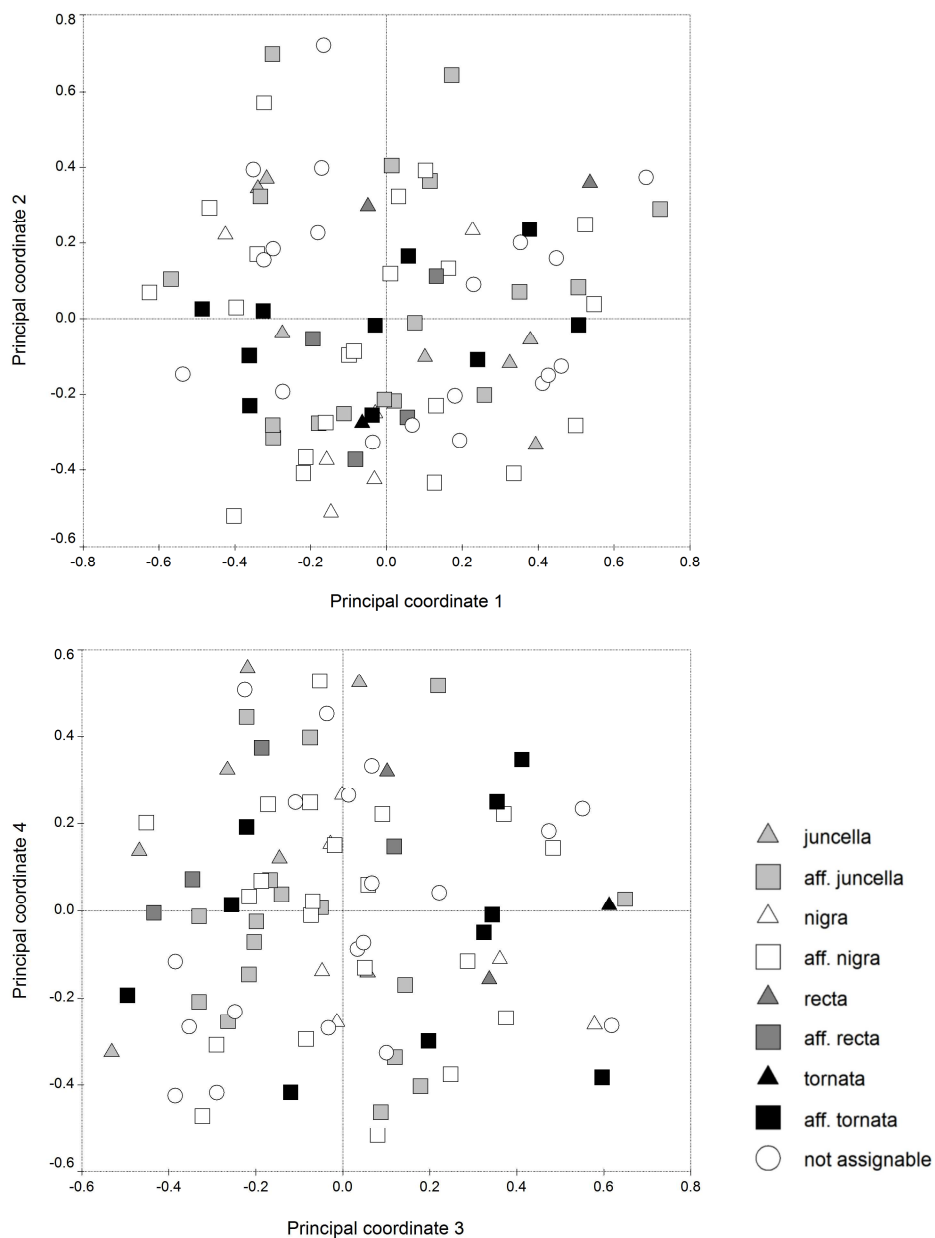 0.8
0.6
0.4
0.2
0.0
-0.2
-0.4
-0.6
Principal coordinate 2
-0.8 -0.6 -0.4 -0.2 0.0 0.2 0.4 0.6 0.8
Principal coordinate 1
0.6
0.4
0.2
0.0
-0.2
-0.4
-0.6
Principal coordinate 4
-0.6 -0.4 -0.2 0.0 0.2 0.4 0.6 0.8
Principal coordinate 3
juncella
aff. juncella
nigra
aff. nigra
recta
aff. recta
tornata
aff. tornata
not assignable